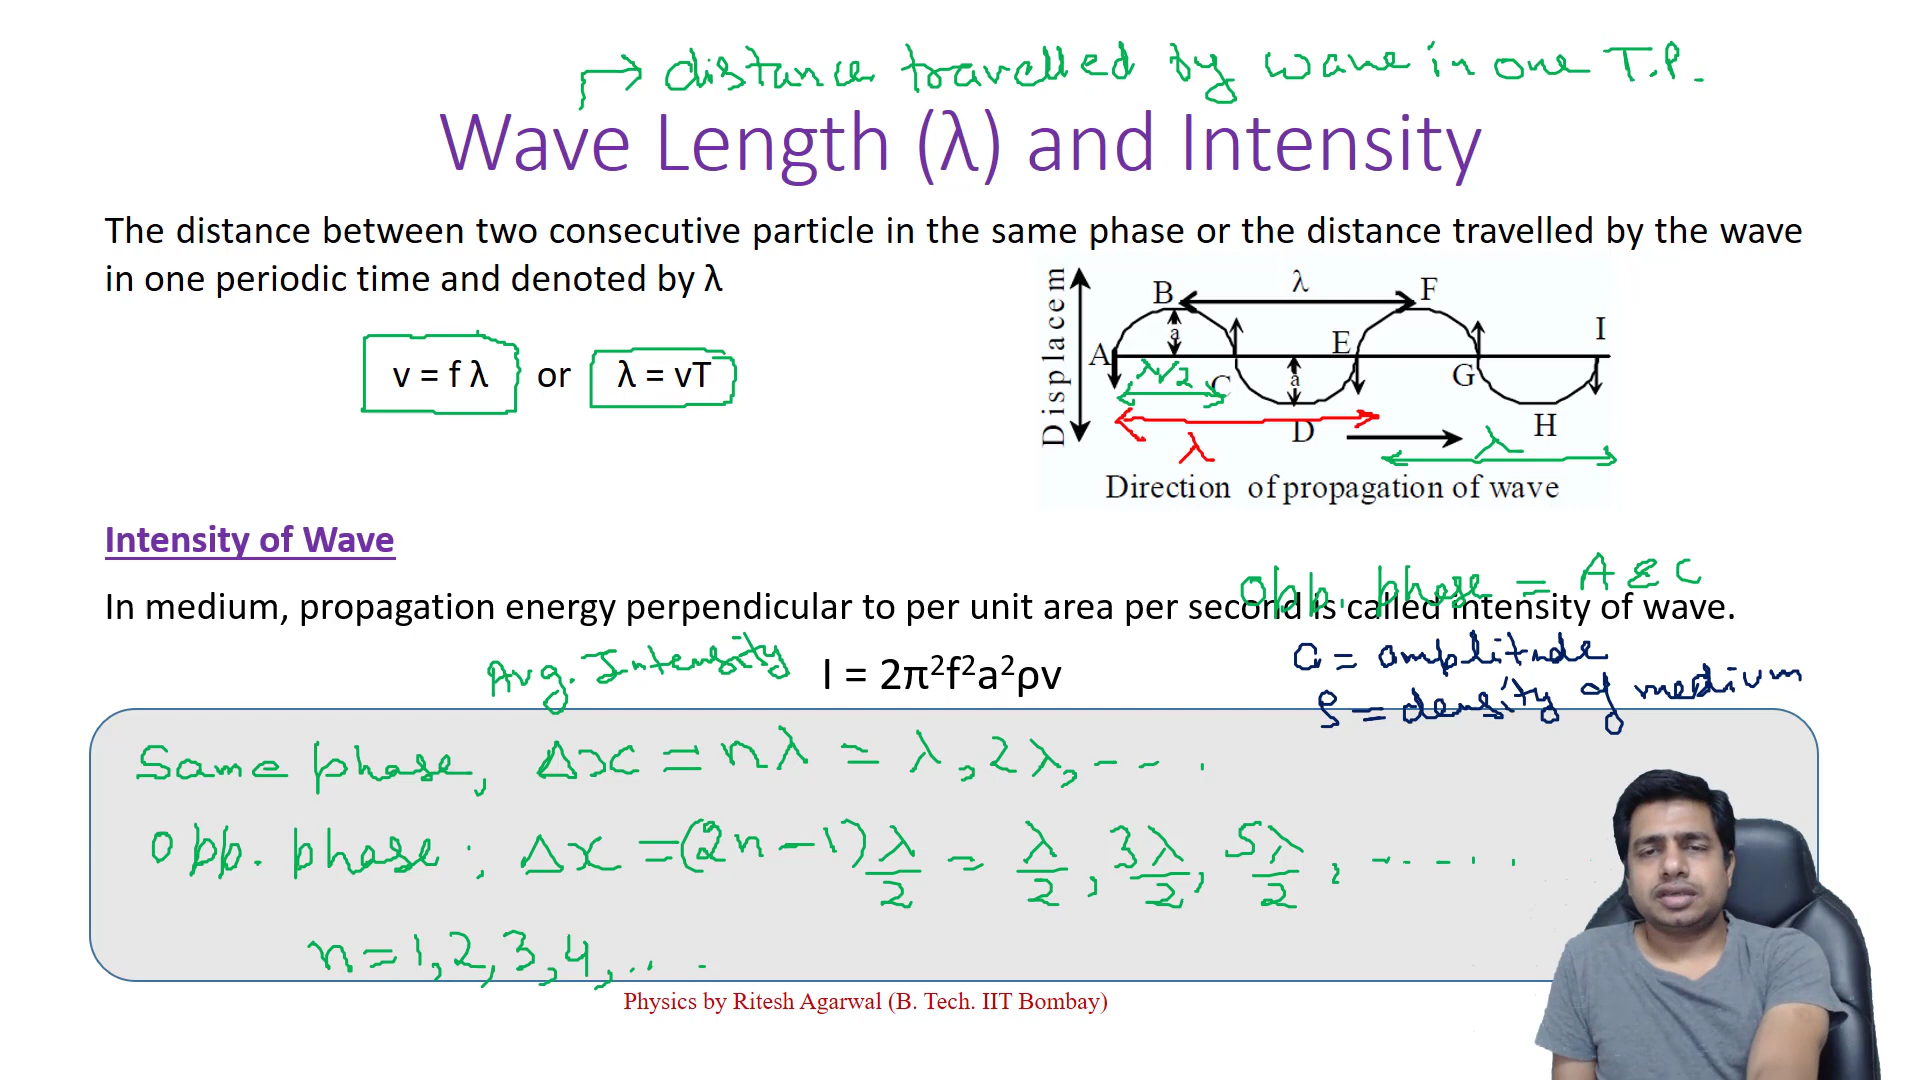 distance travelled by wave in one T.P.
Wave Length (λ) and Intensity
The distance between two consecutive particle in the same phase or the distance travelled by the wave
in one periodic time and denoted by λ
v = f λ or λ = vT
Displacem
B λ F
a
A E I
λ/2 C a G
D H
λ λ
Direction of propagation of wave
Intensity of Wave
Opp. phase = A & C
In medium, propagation energy perpendicular to per unit area per second is called intensity of wave.
Avg. Intensity I = 2π²f²a²ρv
a = amplitude
ρ = density of medium
Same phase, Δx = nλ = λ, 2λ, - - .
Opp. phase : Δx = (2n - 1) λ/2 = λ/2, 3λ/2, 5λ/2, .....
n = 1, 2, 3, 4, ...
Physics by Ritesh Agarwal (B. Tech. IIT Bombay)